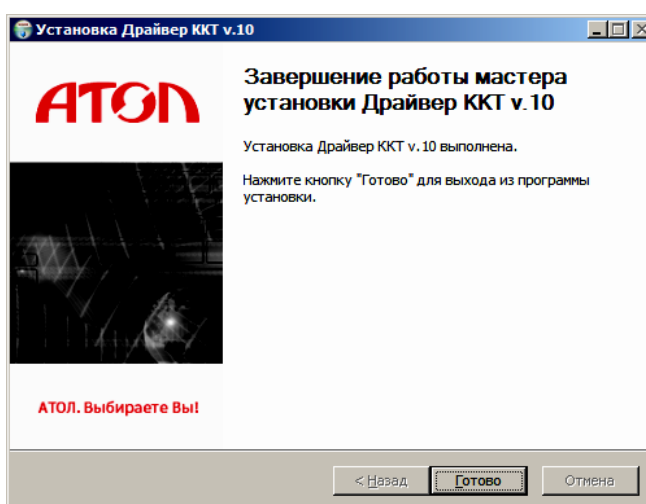 Установка Драйвер ККТ v.10
АТОЛ
Завершение работы мастера
установки Драйвер ККТ v.10
Установка Драйвер ККТ v.10 выполнена.
Нажмите кнопку "Готово" для выхода из программы
установки.
АТОЛ. Выбираете Вы!
< Назад
Готово
Отмена